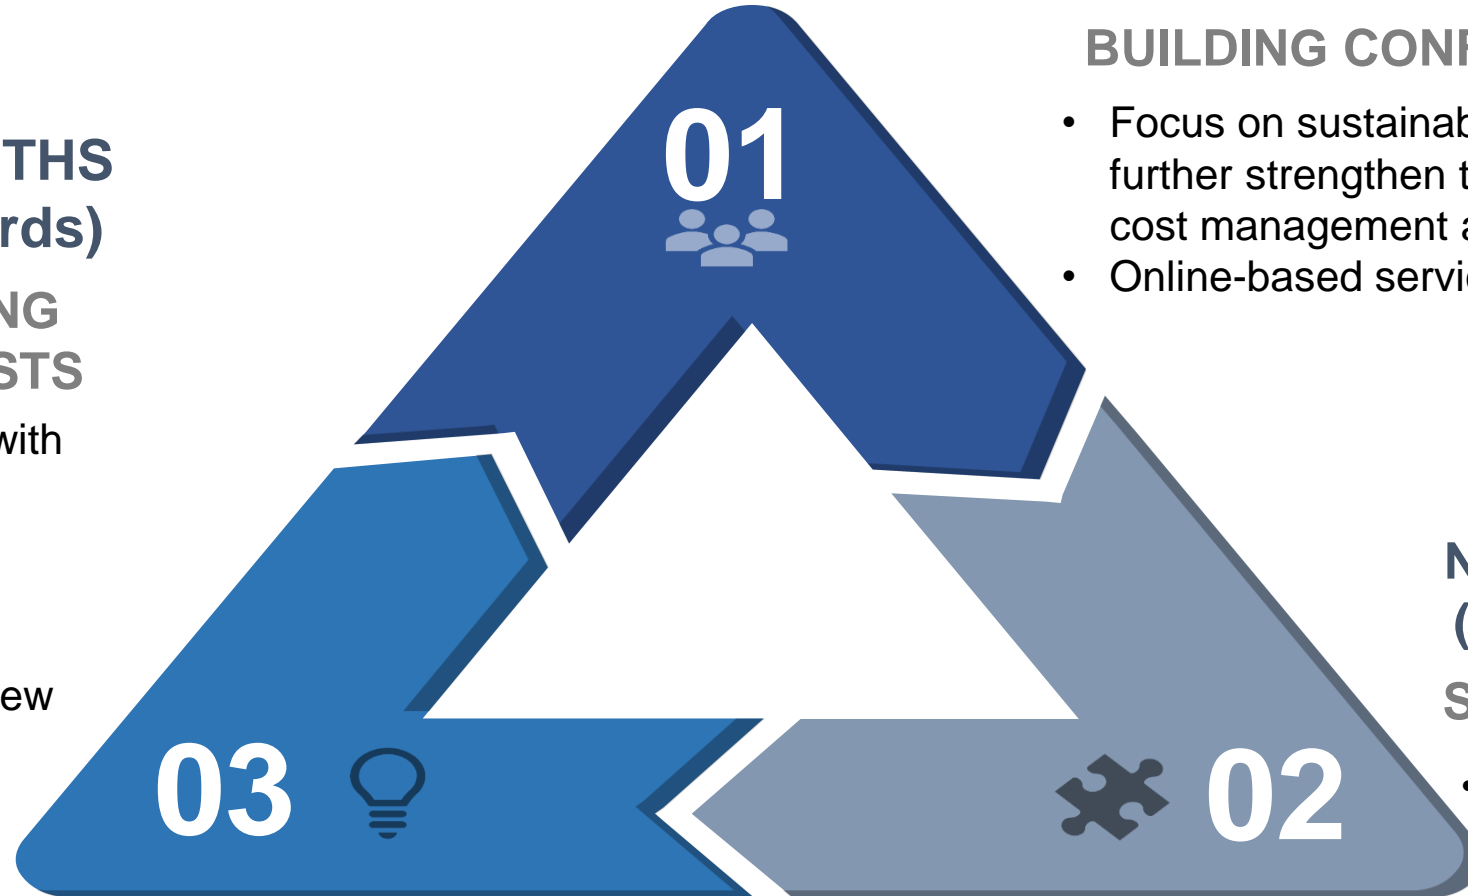 01
BUILDING CONF
• Focus on sustainab
further strengthen t
cost management a
• Online-based servi
THS
rds)
NG
STS
with
ew
03
N
(
S
•
02